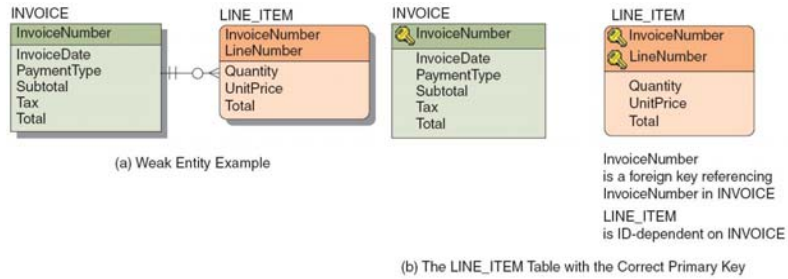 INVOICE
InvoiceNumber
InvoiceDate
PaymentType
Subtotal
Tax
Total
LINE_ITEM
InvoiceNumber
LineNumber
Quantity
UnitPrice
Total
(a) Weak Entity Example
INVOICE
InvoiceNumber
InvoiceDate
PaymentType
Subtotal
Tax
Total
LINE_ITEM
InvoiceNumber
LineNumber
Quantity
UnitPrice
Total
InvoiceNumber
is a foreign key referencing
InvoiceNumber in INVOICE
LINE_ITEM
is ID-dependent on INVOICE
(b) The LINE_ITEM Table with the Correct Primary Key